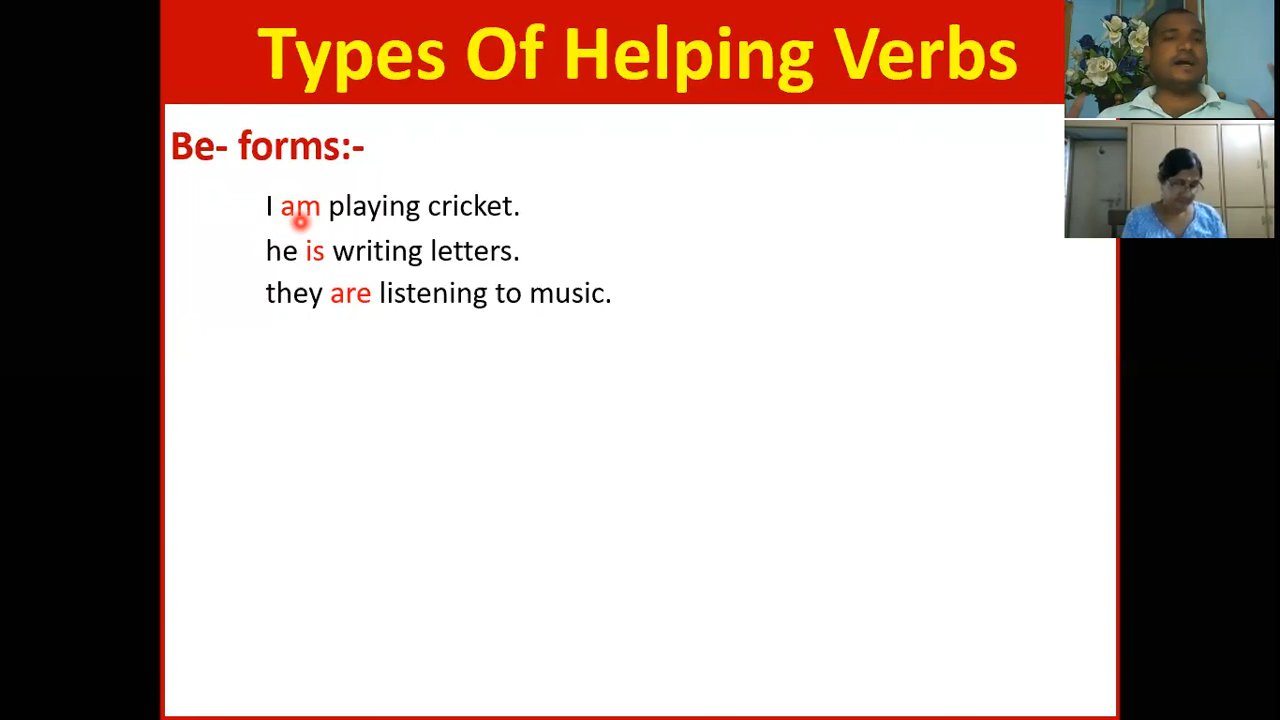 Types Of Helping Verbs
Be- forms:-
I am playing cricket.
he is writing letters.
they are listening to music.